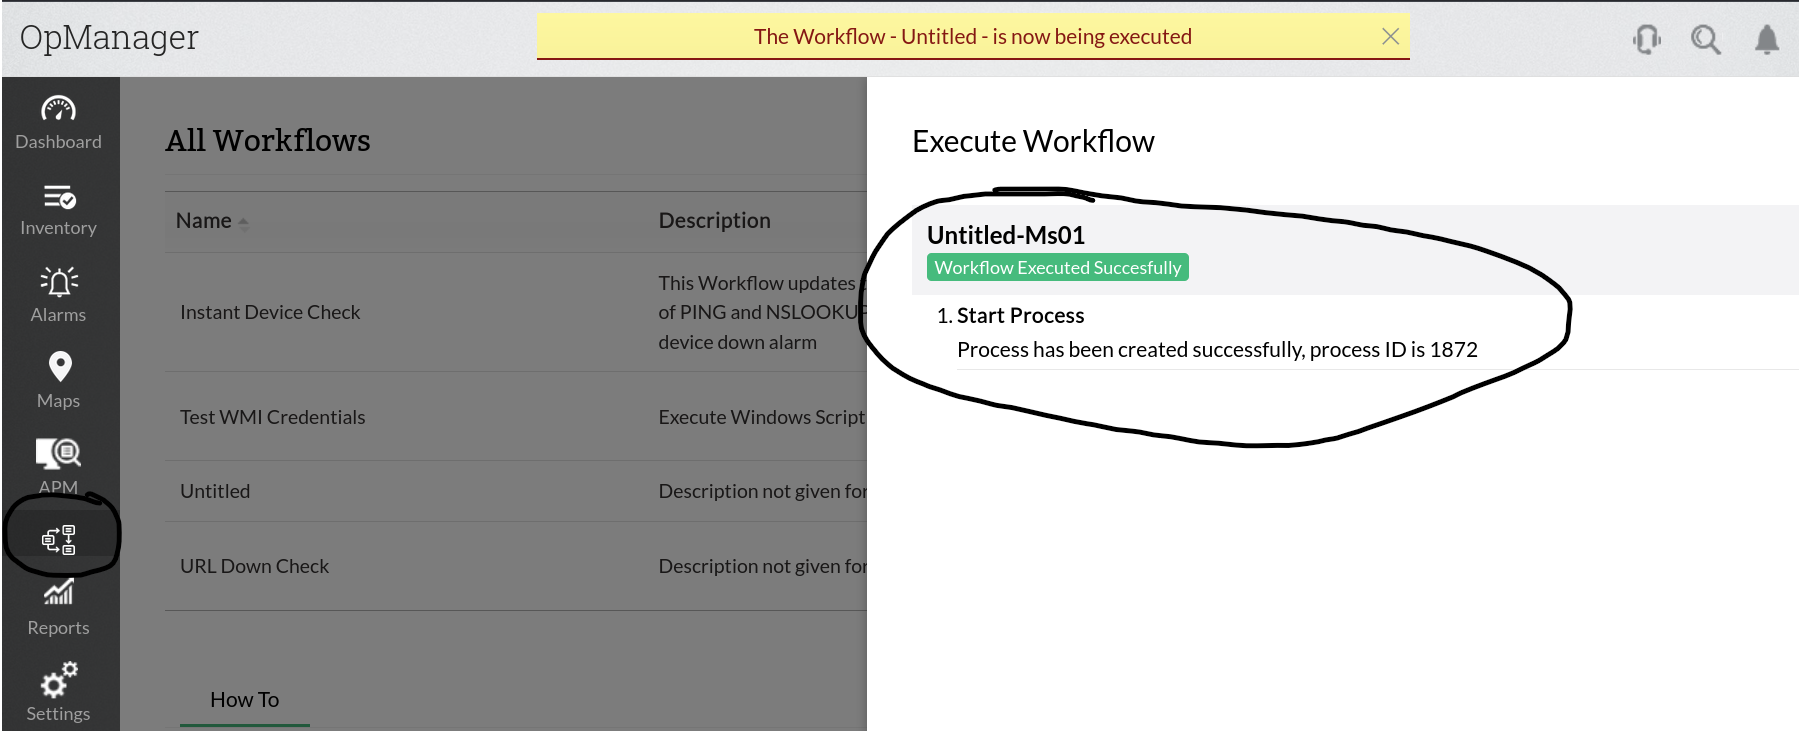 OpManager
The Workflow - Untitled - is now being executed
Dashboard
Inventory
Alarms
Maps
APM
Reports
Settings
All Workflows
Name
Description
Instant Device Check
This Workflow updates
of PING and NSLOOKUP
device down alarm
Test WMI Credentials
Execute Windows Script
Untitled
Description not given for
URL Down Check
Description not given for
How To
Execute Workflow
Untitled-Ms01
Workflow Executed Succesfully
1. Start Process
Process has been created successfully, process ID is 1872